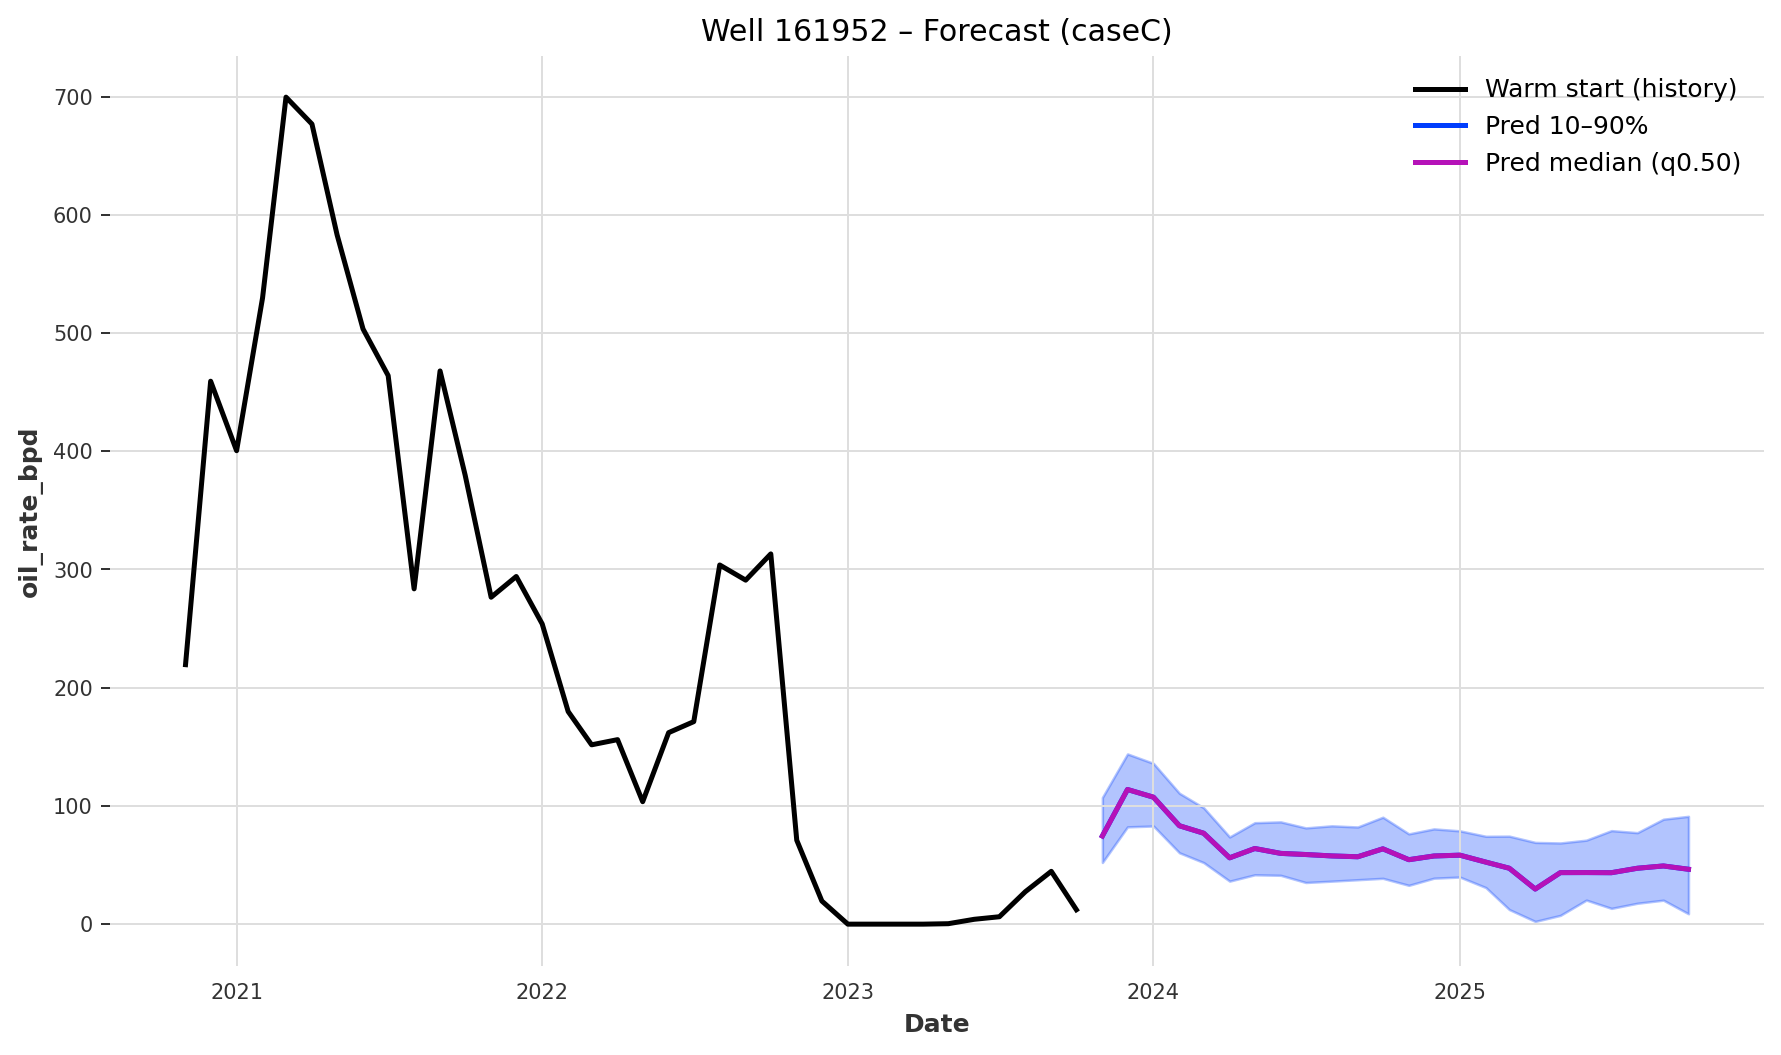 Well 161952 – Forecast (caseC)
Warm start (history)
Pred 10–90%
Pred median (q0.50)
oil_rate_bpd
700
600
500
400
300
200
100
0
2021 2022 2023 2024 2025
Date